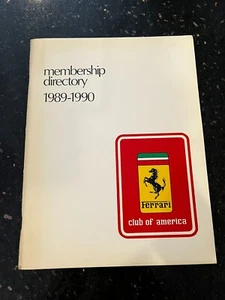 membership
directory
1989-1990
Ferrari
club of america